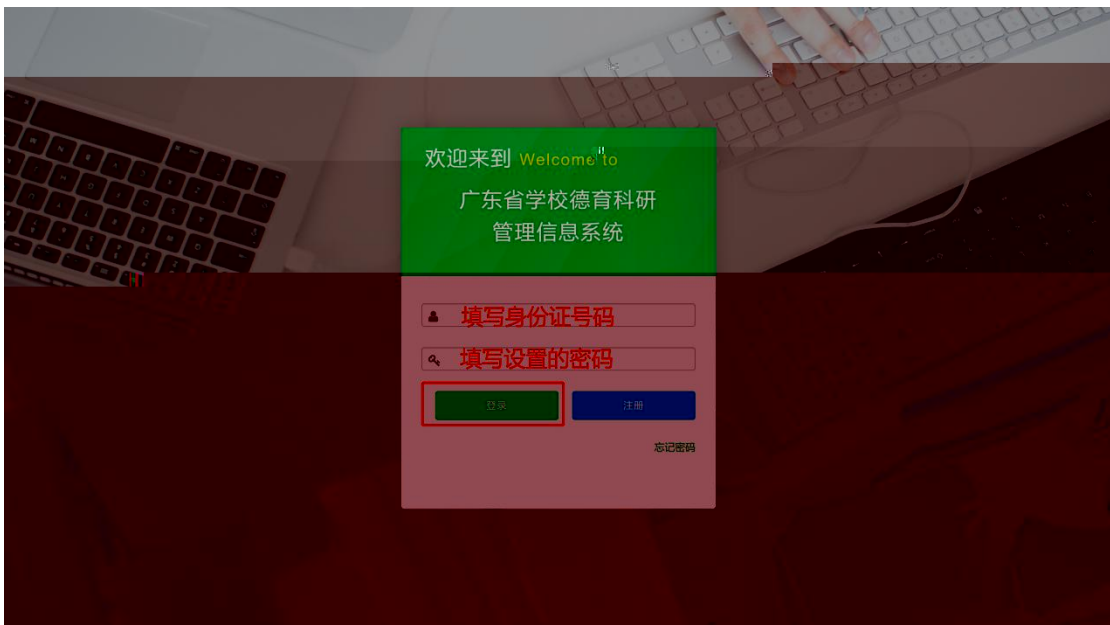 欢迎来到 Welcome to
广东省学校德育科研
管理信息系统
填写身份证号码
填写设置的密码
登录 注册
忘记密码